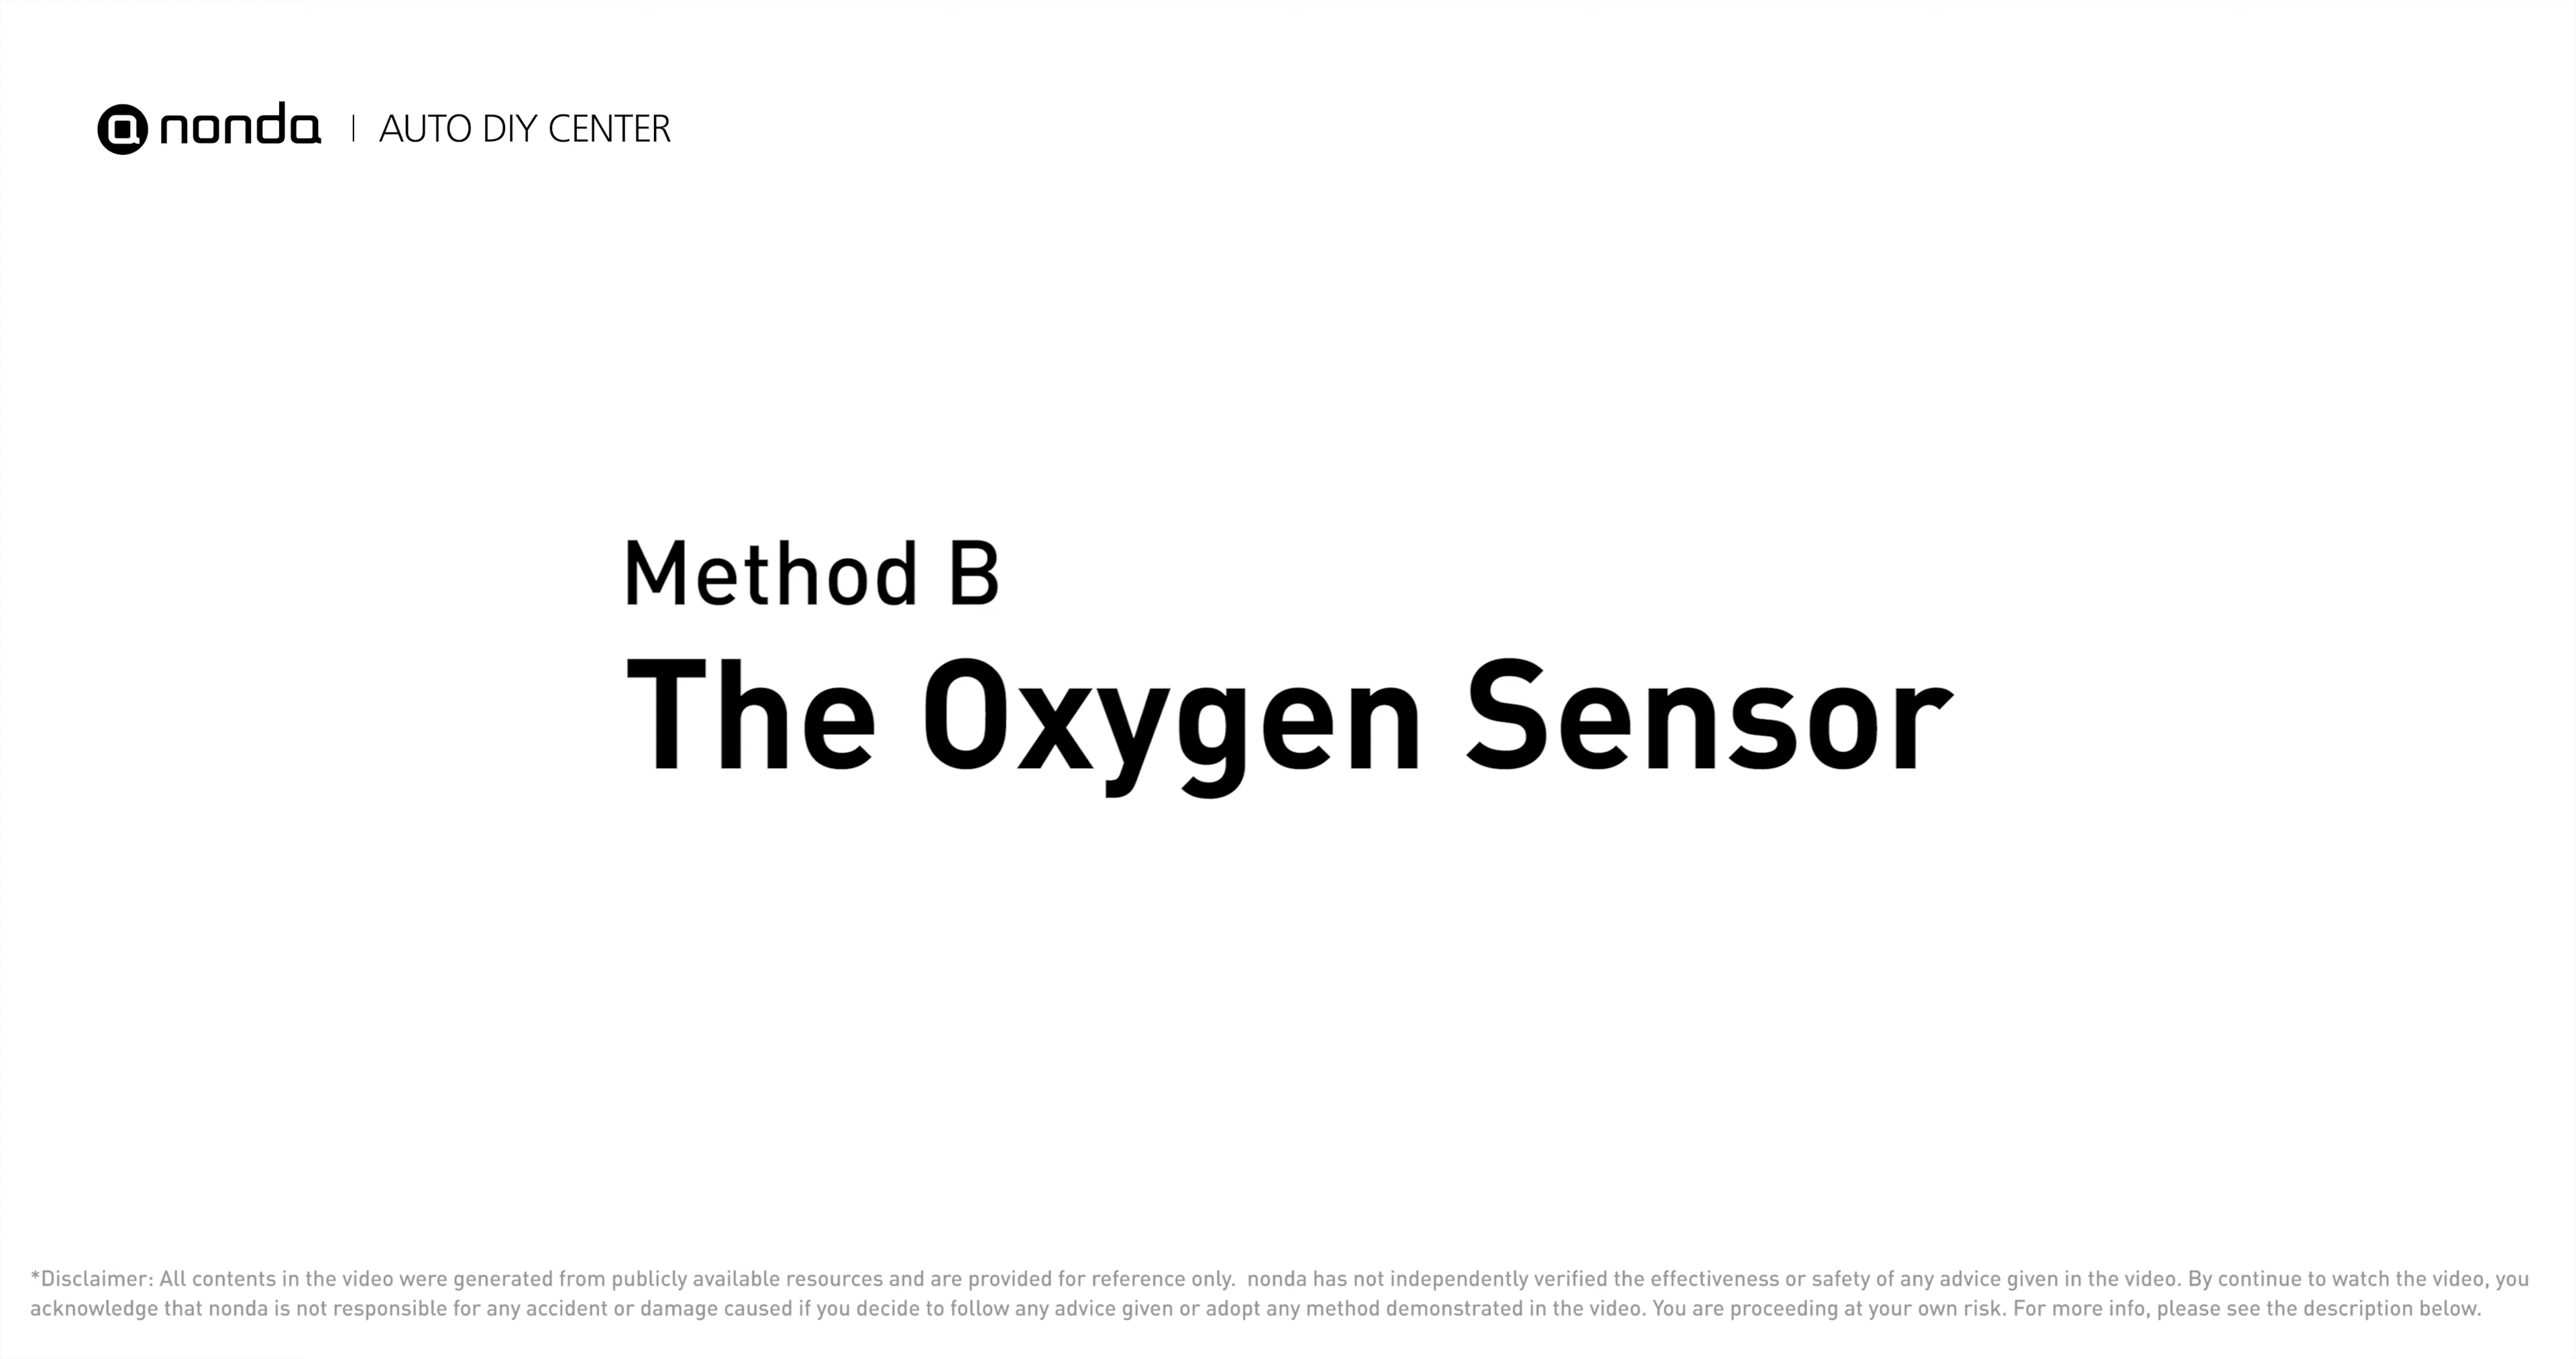 nonda | AUTO DIY CENTER
Method B
The Oxygen Sensor
*Disclaimer: All contents in the video were generated from publicly available resources and are provided for reference only.  nonda has not independently verified the effectiveness or safety of any advice given in the video. By continue to watch the video, you
acknowledge that nonda is not responsible for any accident or damage caused if you decide to follow any advice given or adopt any method demonstrated in the video. You are proceeding at your own risk. For more info, please see the description below.